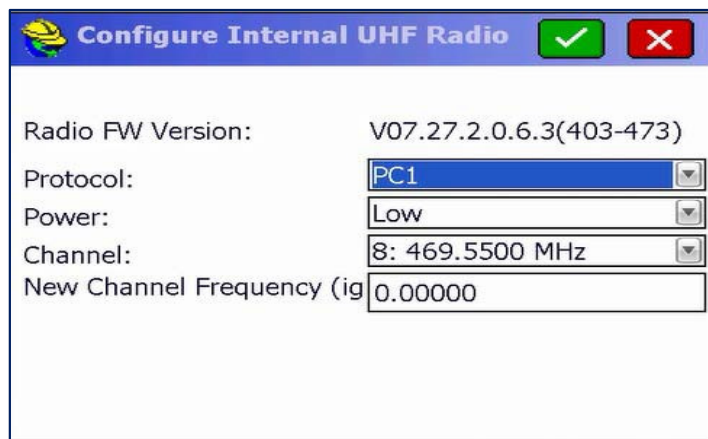 Configure Internal UHF Radio
Radio FW Version: V07.27.2.0.6.3(403-473)
Protocol: PC1
Power: Low
Channel: 8: 469.5500 MHz
New Channel Frequency (ig 0.00000